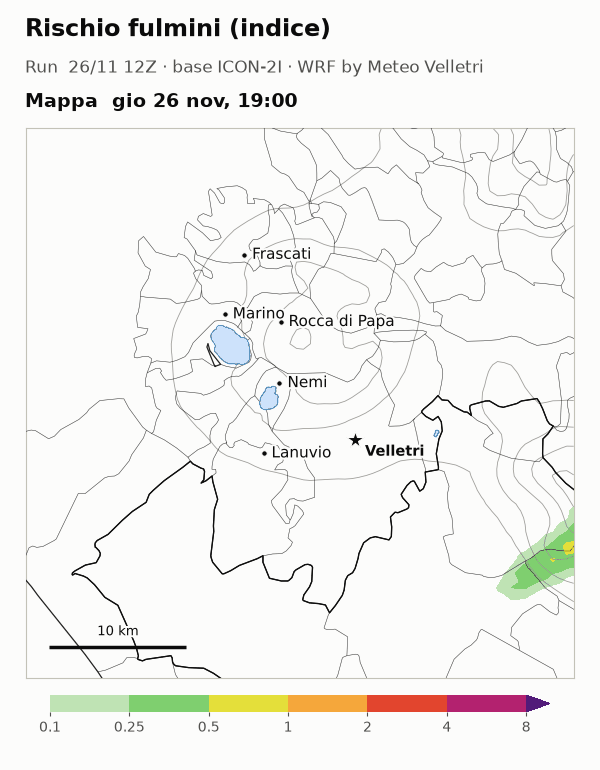 Rischio fulmini (indice)
Run  26/11 12Z · base ICON-2I · WRF by Meteo Velletri
Mappa  gio 26 nov, 19:00
Frascati
Marino
Rocca di Papa
Nemi
Velletri
Lanuvio
10 km
0.1 0.25 0.5 1 2 4 8